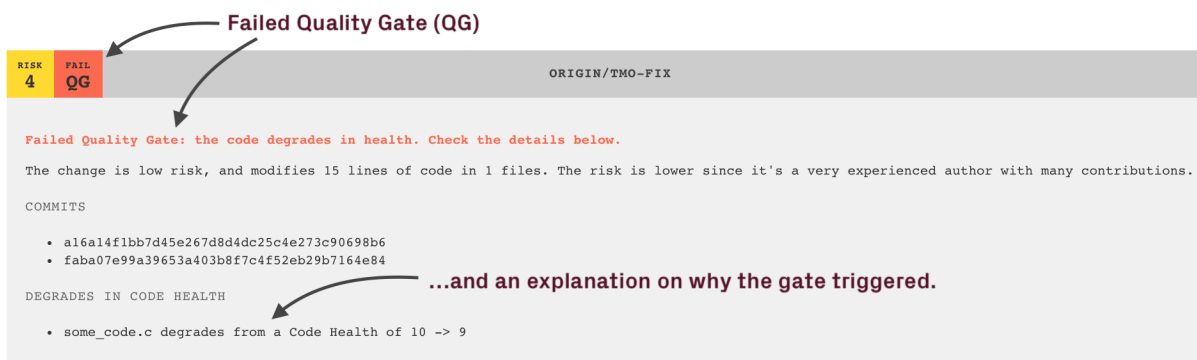 Failed Quality Gate (QG)
RISK
4
FAIL
QG
ORIGIN/TMO-FIX
Failed Quality Gate: the code degrades in health. Check the details below.
The change is low risk, and modifies 15 lines of code in 1 files. The risk is lower since it's a very experienced author with many contributions.
COMMITS
• a16a14f1bb7d45e267d8d4dc25c4e273c90698b6
• faba07e99a39653a403b8f7c4f52eb29b7164e84
...and an explanation on why the gate triggered.
DEGRADES IN CODE HEALTH
• some_code.c degrades from a Code Health of 10 -> 9